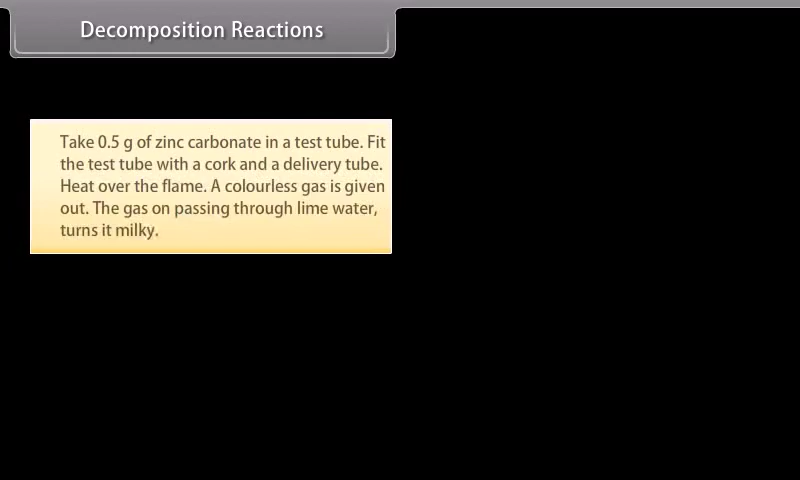 Decomposition Reactions
Take 0.5 g of zinc carbonate in a test tube. Fit
the test tube with a cork and a delivery tube.
Heat over the flame. A colourless gas is given
out. The gas on passing through lime water,
turns it milky.